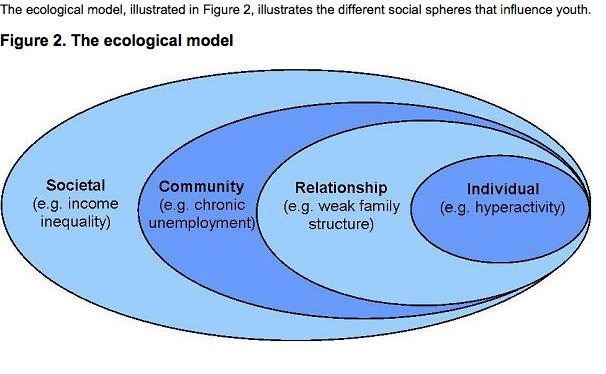 The ecological model, illustrated in Figure 2, illustrates the different social spheres that influence youth.
Figure 2. The ecological model
Societal
(e.g. income
inequality)
Community
(e.g. chronic
unemployment)
Relationship
(e.g. weak family
structure)
Individual
(e.g. hyperactivity)